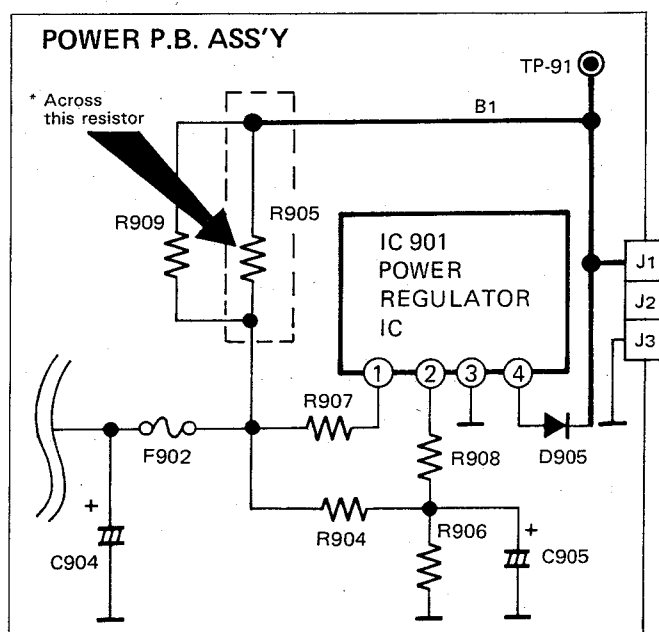 POWER P.B. ASS'Y
TP-91
* Across
this resistor
B1
R909
R905
IC 901
POWER
REGULATOR
IC
J1
J2
J3
1 2 3 4
R907
F902
R908
D905
+
C904
R904
R906
+
C905